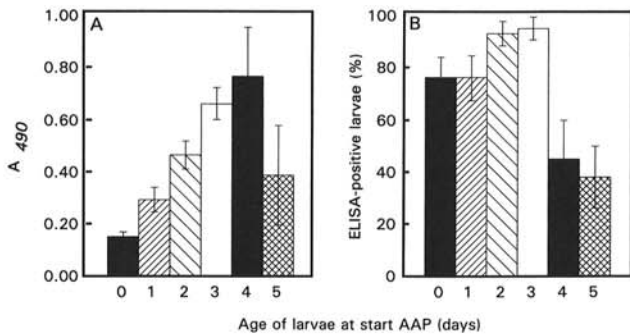 A
B
A 490
1.00
0.80
0.60
0.40
0.20
0.00
0 1 2 3 4 5
ELISA-positive larvae (%)
100
80
60
40
20
0
0 1 2 3 4 5
Age of larvae at start AAP (days)